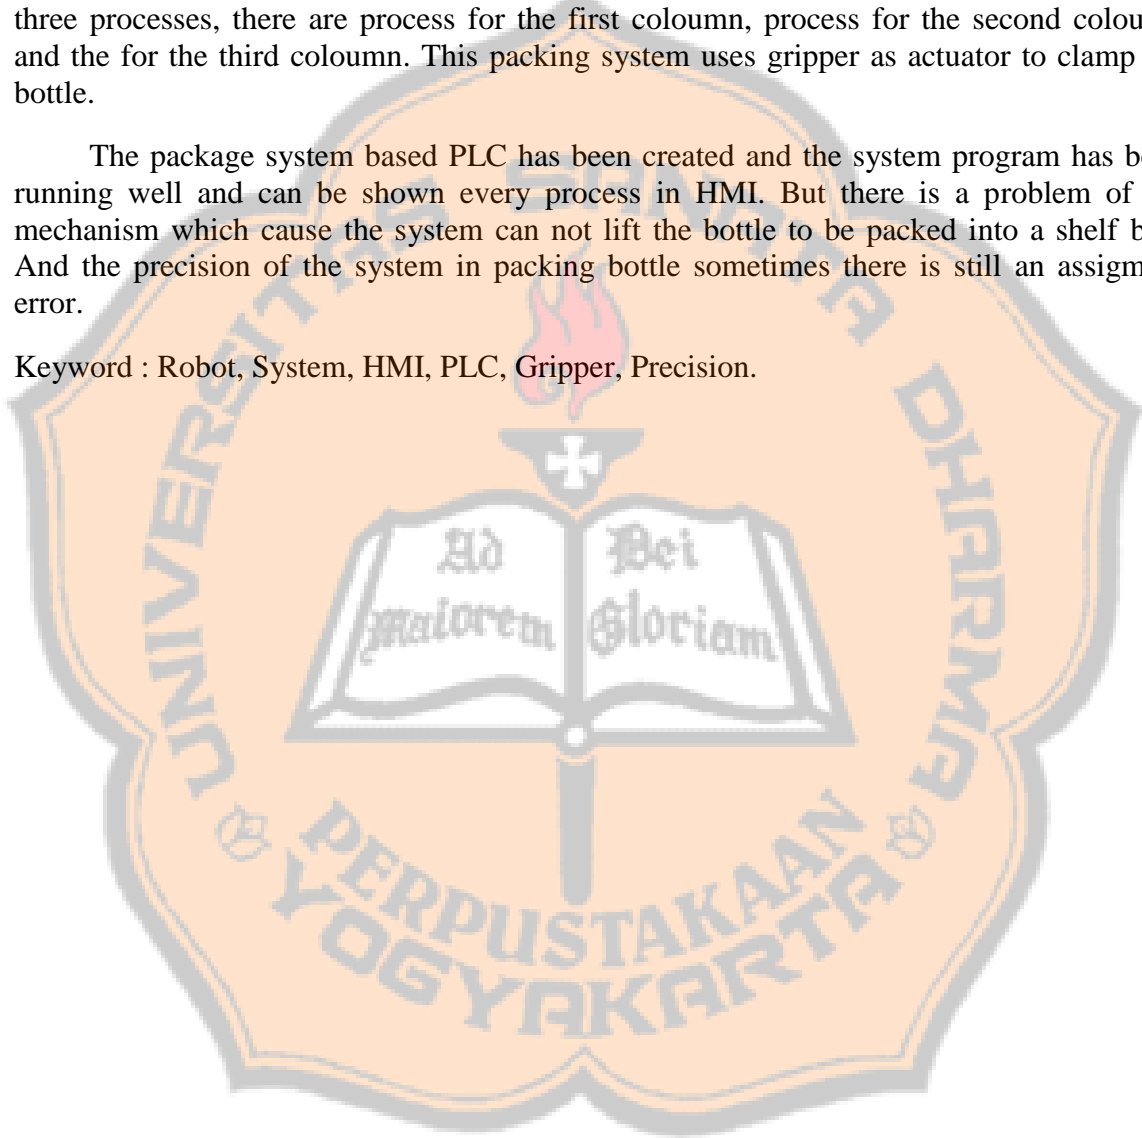 three processes, there are process for the first coloumn, process for the second colou
and the for the third coloumn. This packing system uses gripper as actuator to clamp
bottle.
The package system based PLC has been created and the system program has be
running well and can be shown every process in HMI. But there is a problem of
mechanism which cause the system can not lift the bottle to be packed into a shelf b
And the precision of the system in packing bottle sometimes there is still an assigm
error.
Keyword : Robot, System, HMI, PLC, Gripper, Precision.
UNIVERSITAS SANATA DHARMA
Ad Dei
maiorem Gloriam
PERPUSTAKAAN
YOGYAKARTA